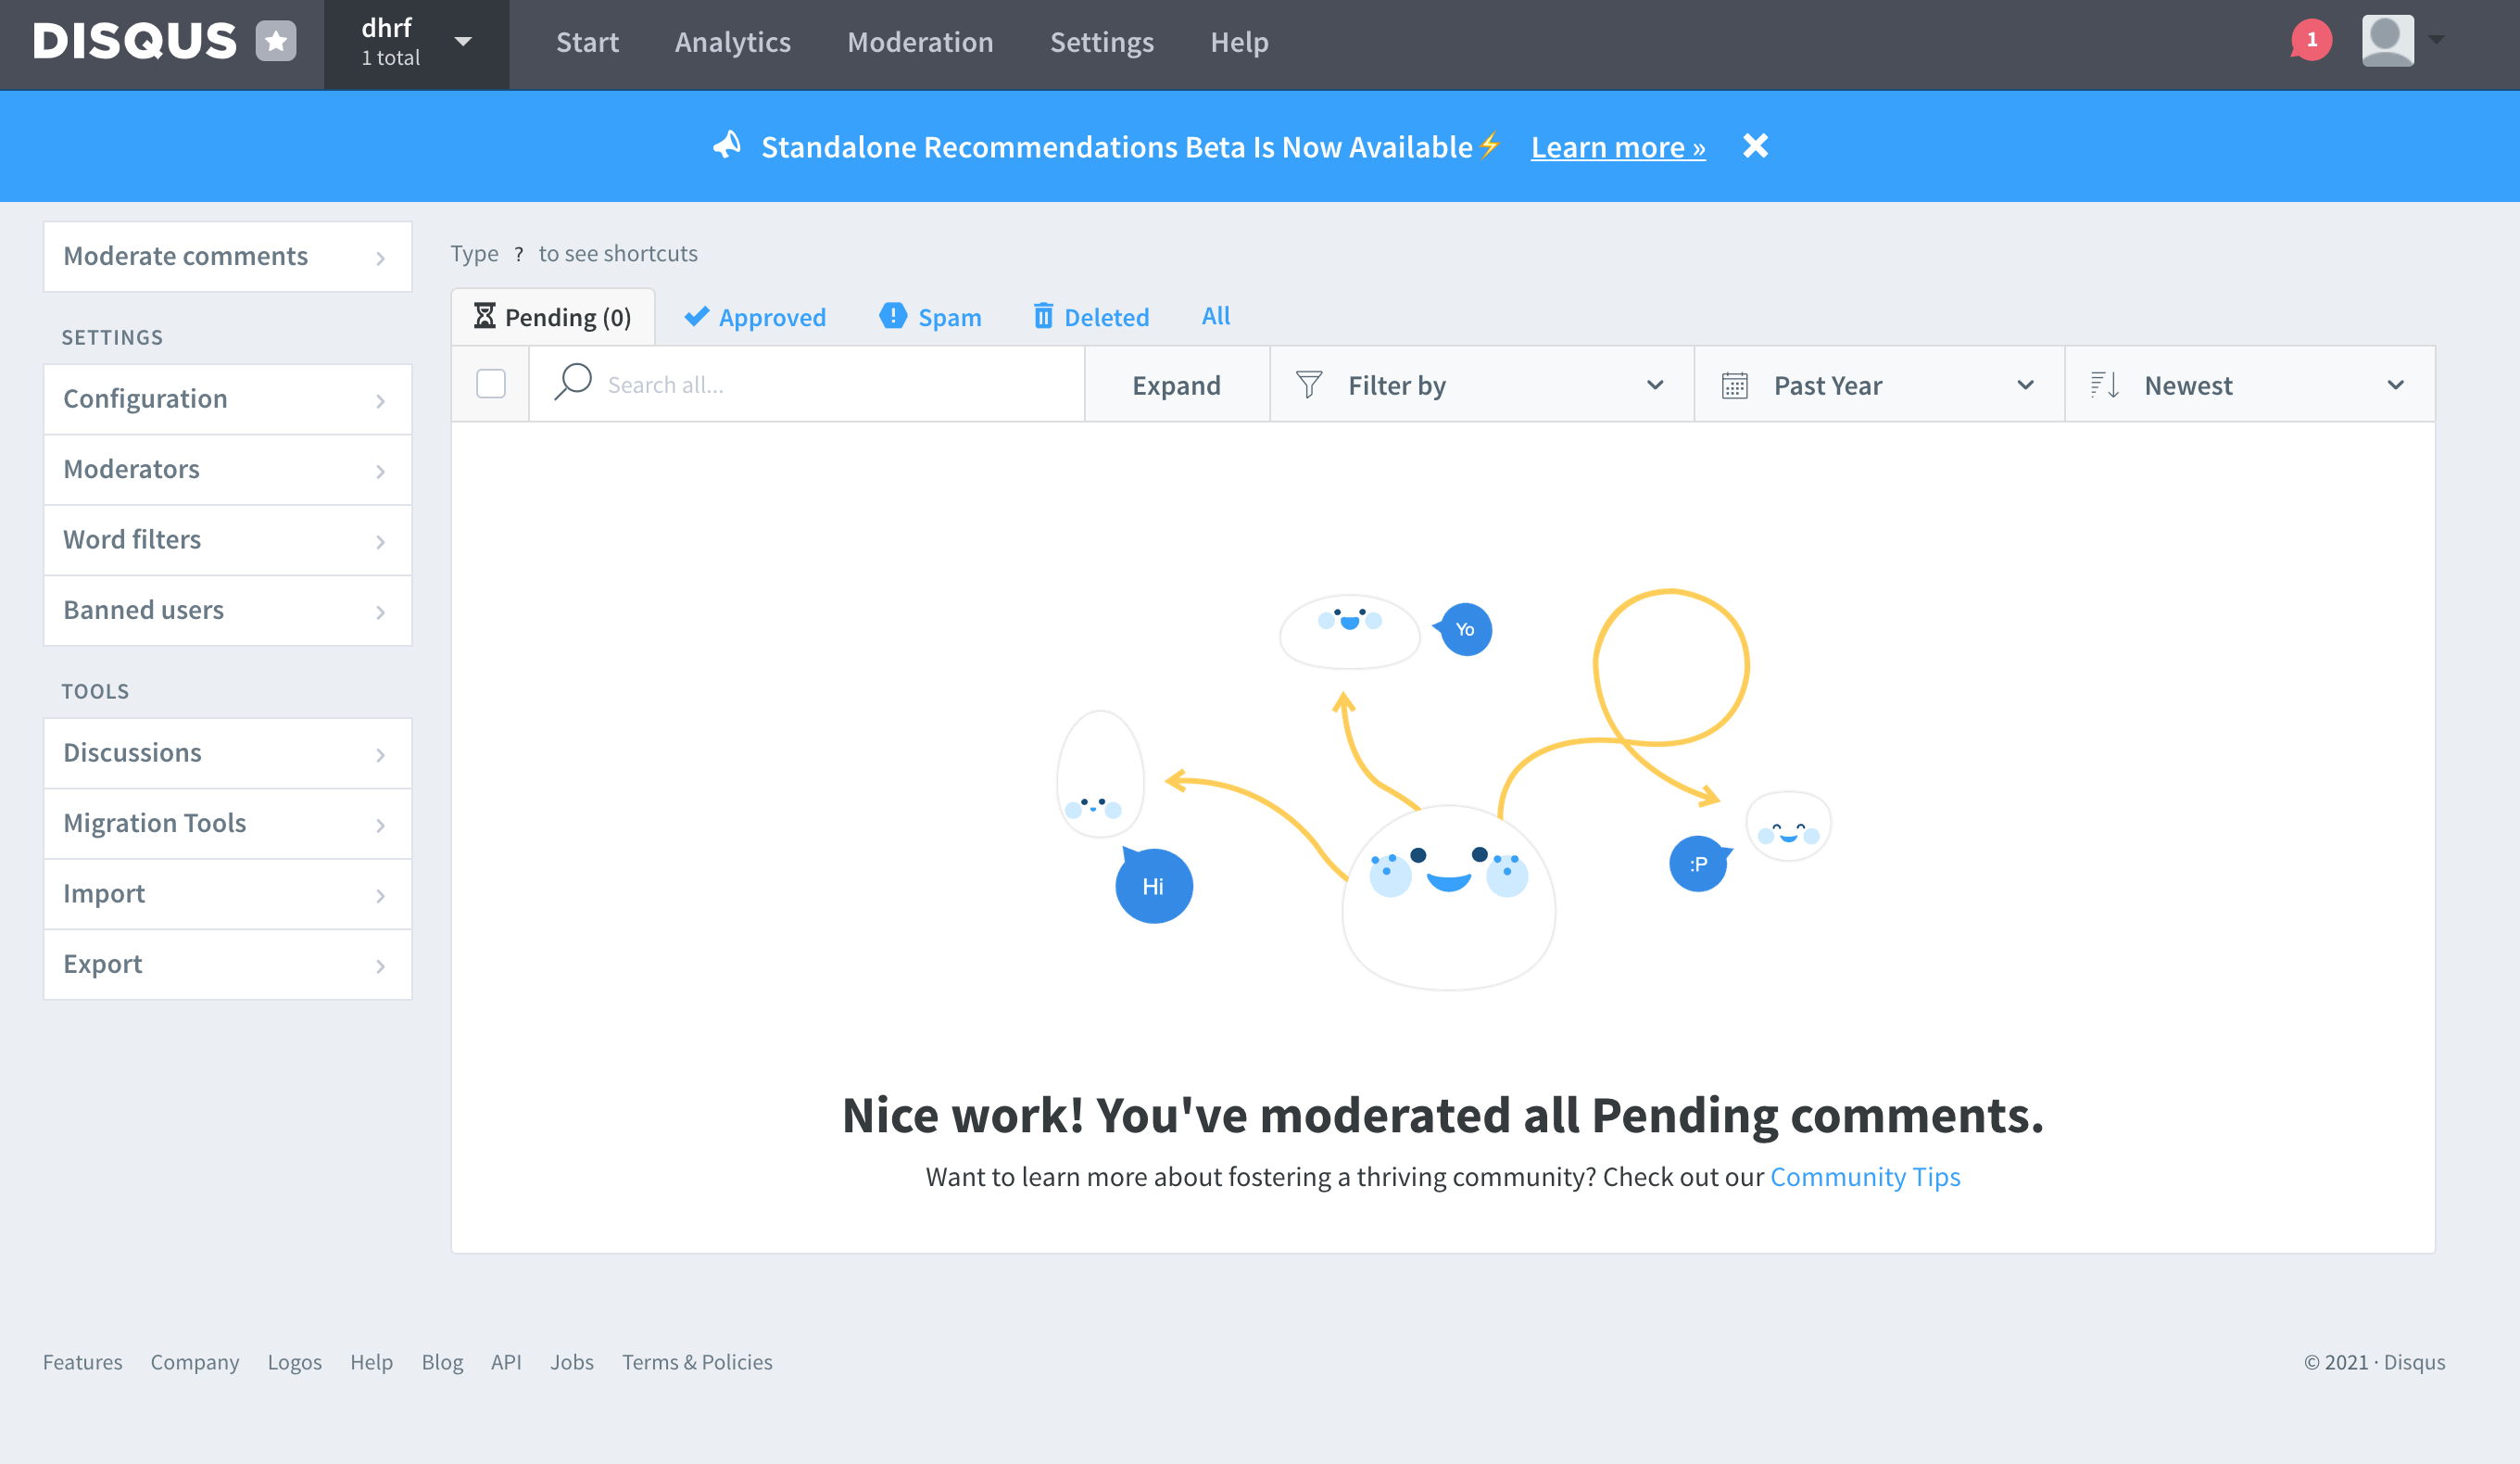 DISQUS
dhrf
1 total
Start Analytics Moderation Settings Help
1
Standalone Recommendations Beta Is Now Available⚡ Learn more »
Moderate comments
SETTINGS
Configuration
Moderators
Word filters
Banned users
TOOLS
Discussions
Migration Tools
Import
Export
Type ? to see shortcuts
Pending (0) Approved Spam Deleted All
Search all... Expand Filter by Past Year Newest
Yo
Hi
:P
Nice work! You've moderated all Pending comments.
Want to learn more about fostering a thriving community? Check out our Community Tips
Features Company Logos Help Blog API Jobs Terms & Policies
© 2021 · Disqus